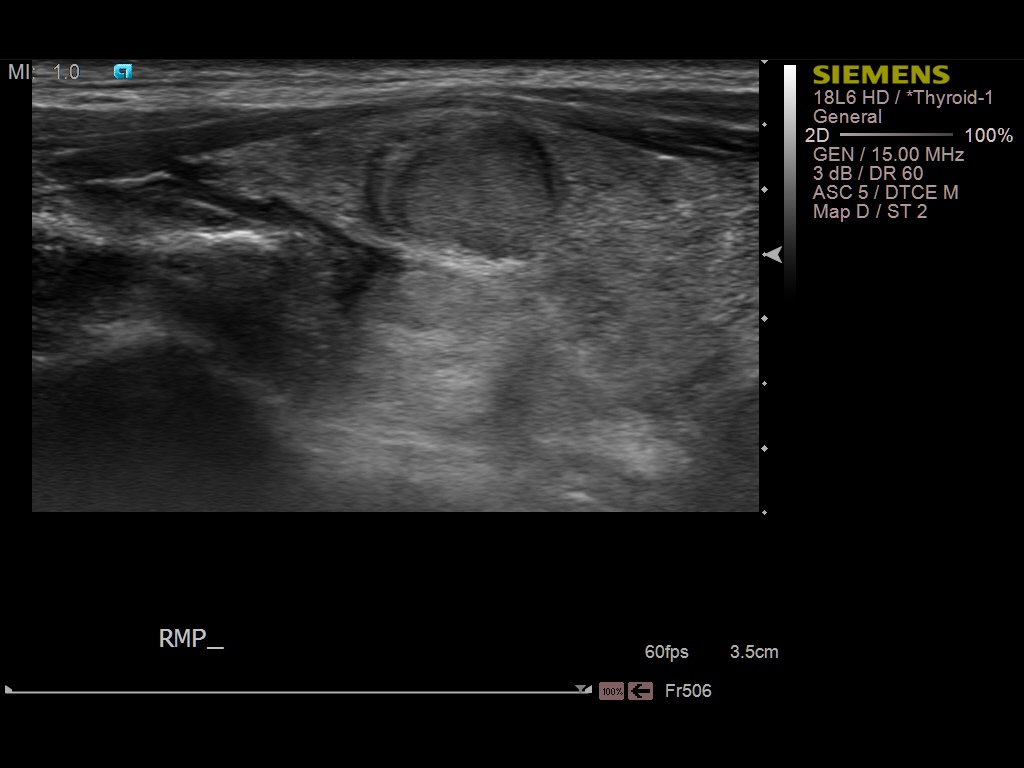 MI: 1.0
SIEMENS
18L6 HD / *Thyroid-1
General
2D 100%
GEN / 15.00 MHz
3 dB / DR 60
ASC 5 / DTCE M
Map D / ST 2
RMP_
60fps 3.5cm
100% Fr506